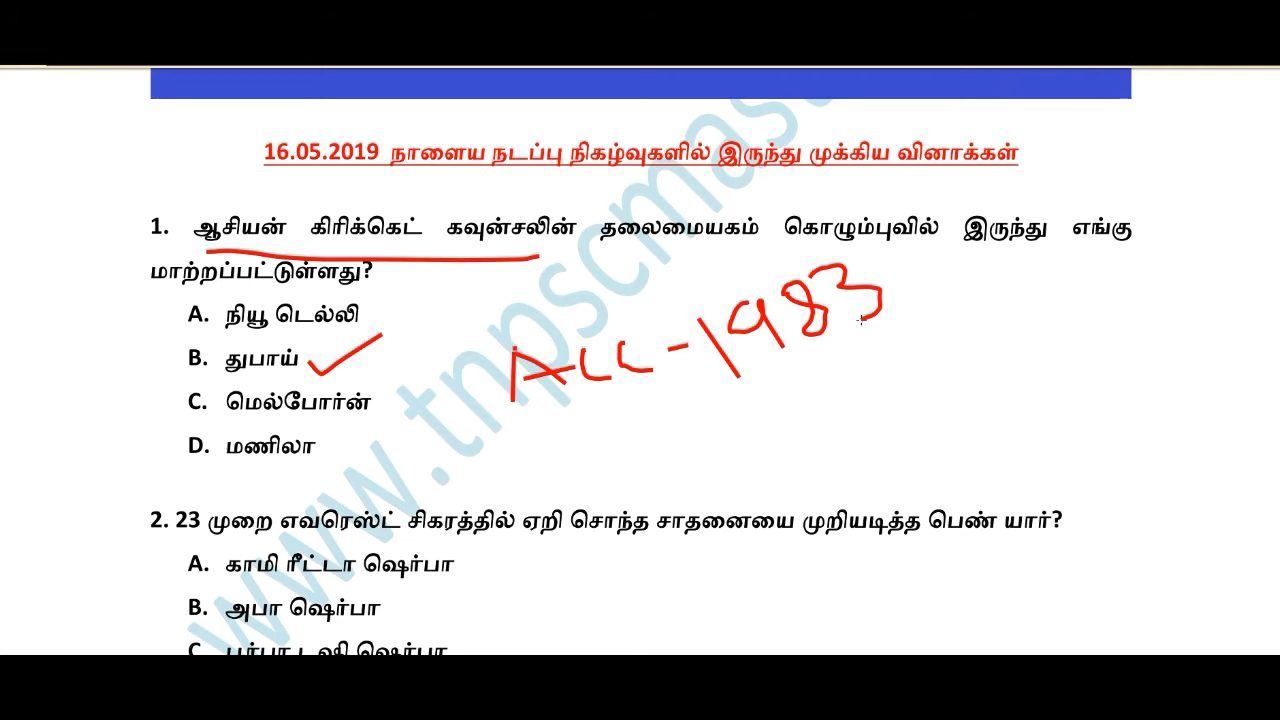 16.05.2019 நாளைய நடப்பு நிகழ்வுகளில் இருந்து முக்கிய வினாக்கள்
1. ஆசியன் கிரிக்கெட் கவுன்சலின் தலைமையகம் கொழும்புவில் இருந்து எங்கு
மாற்றப்பட்டுள்ளது?
A. நியூ டெல்லி
B. துபாய்
C. மெல்போர்ன்
D. மணிலா
ACC - 1983
2. 23 முறை எவரெஸ்ட் சிகரத்தில் ஏறி சொந்த சாதனையை முறியடித்த பெண் யார்?
A. காமி ரீட்டா ஷெர்பா
B. அபா ஷெர்பா
C
www.tnpscmast